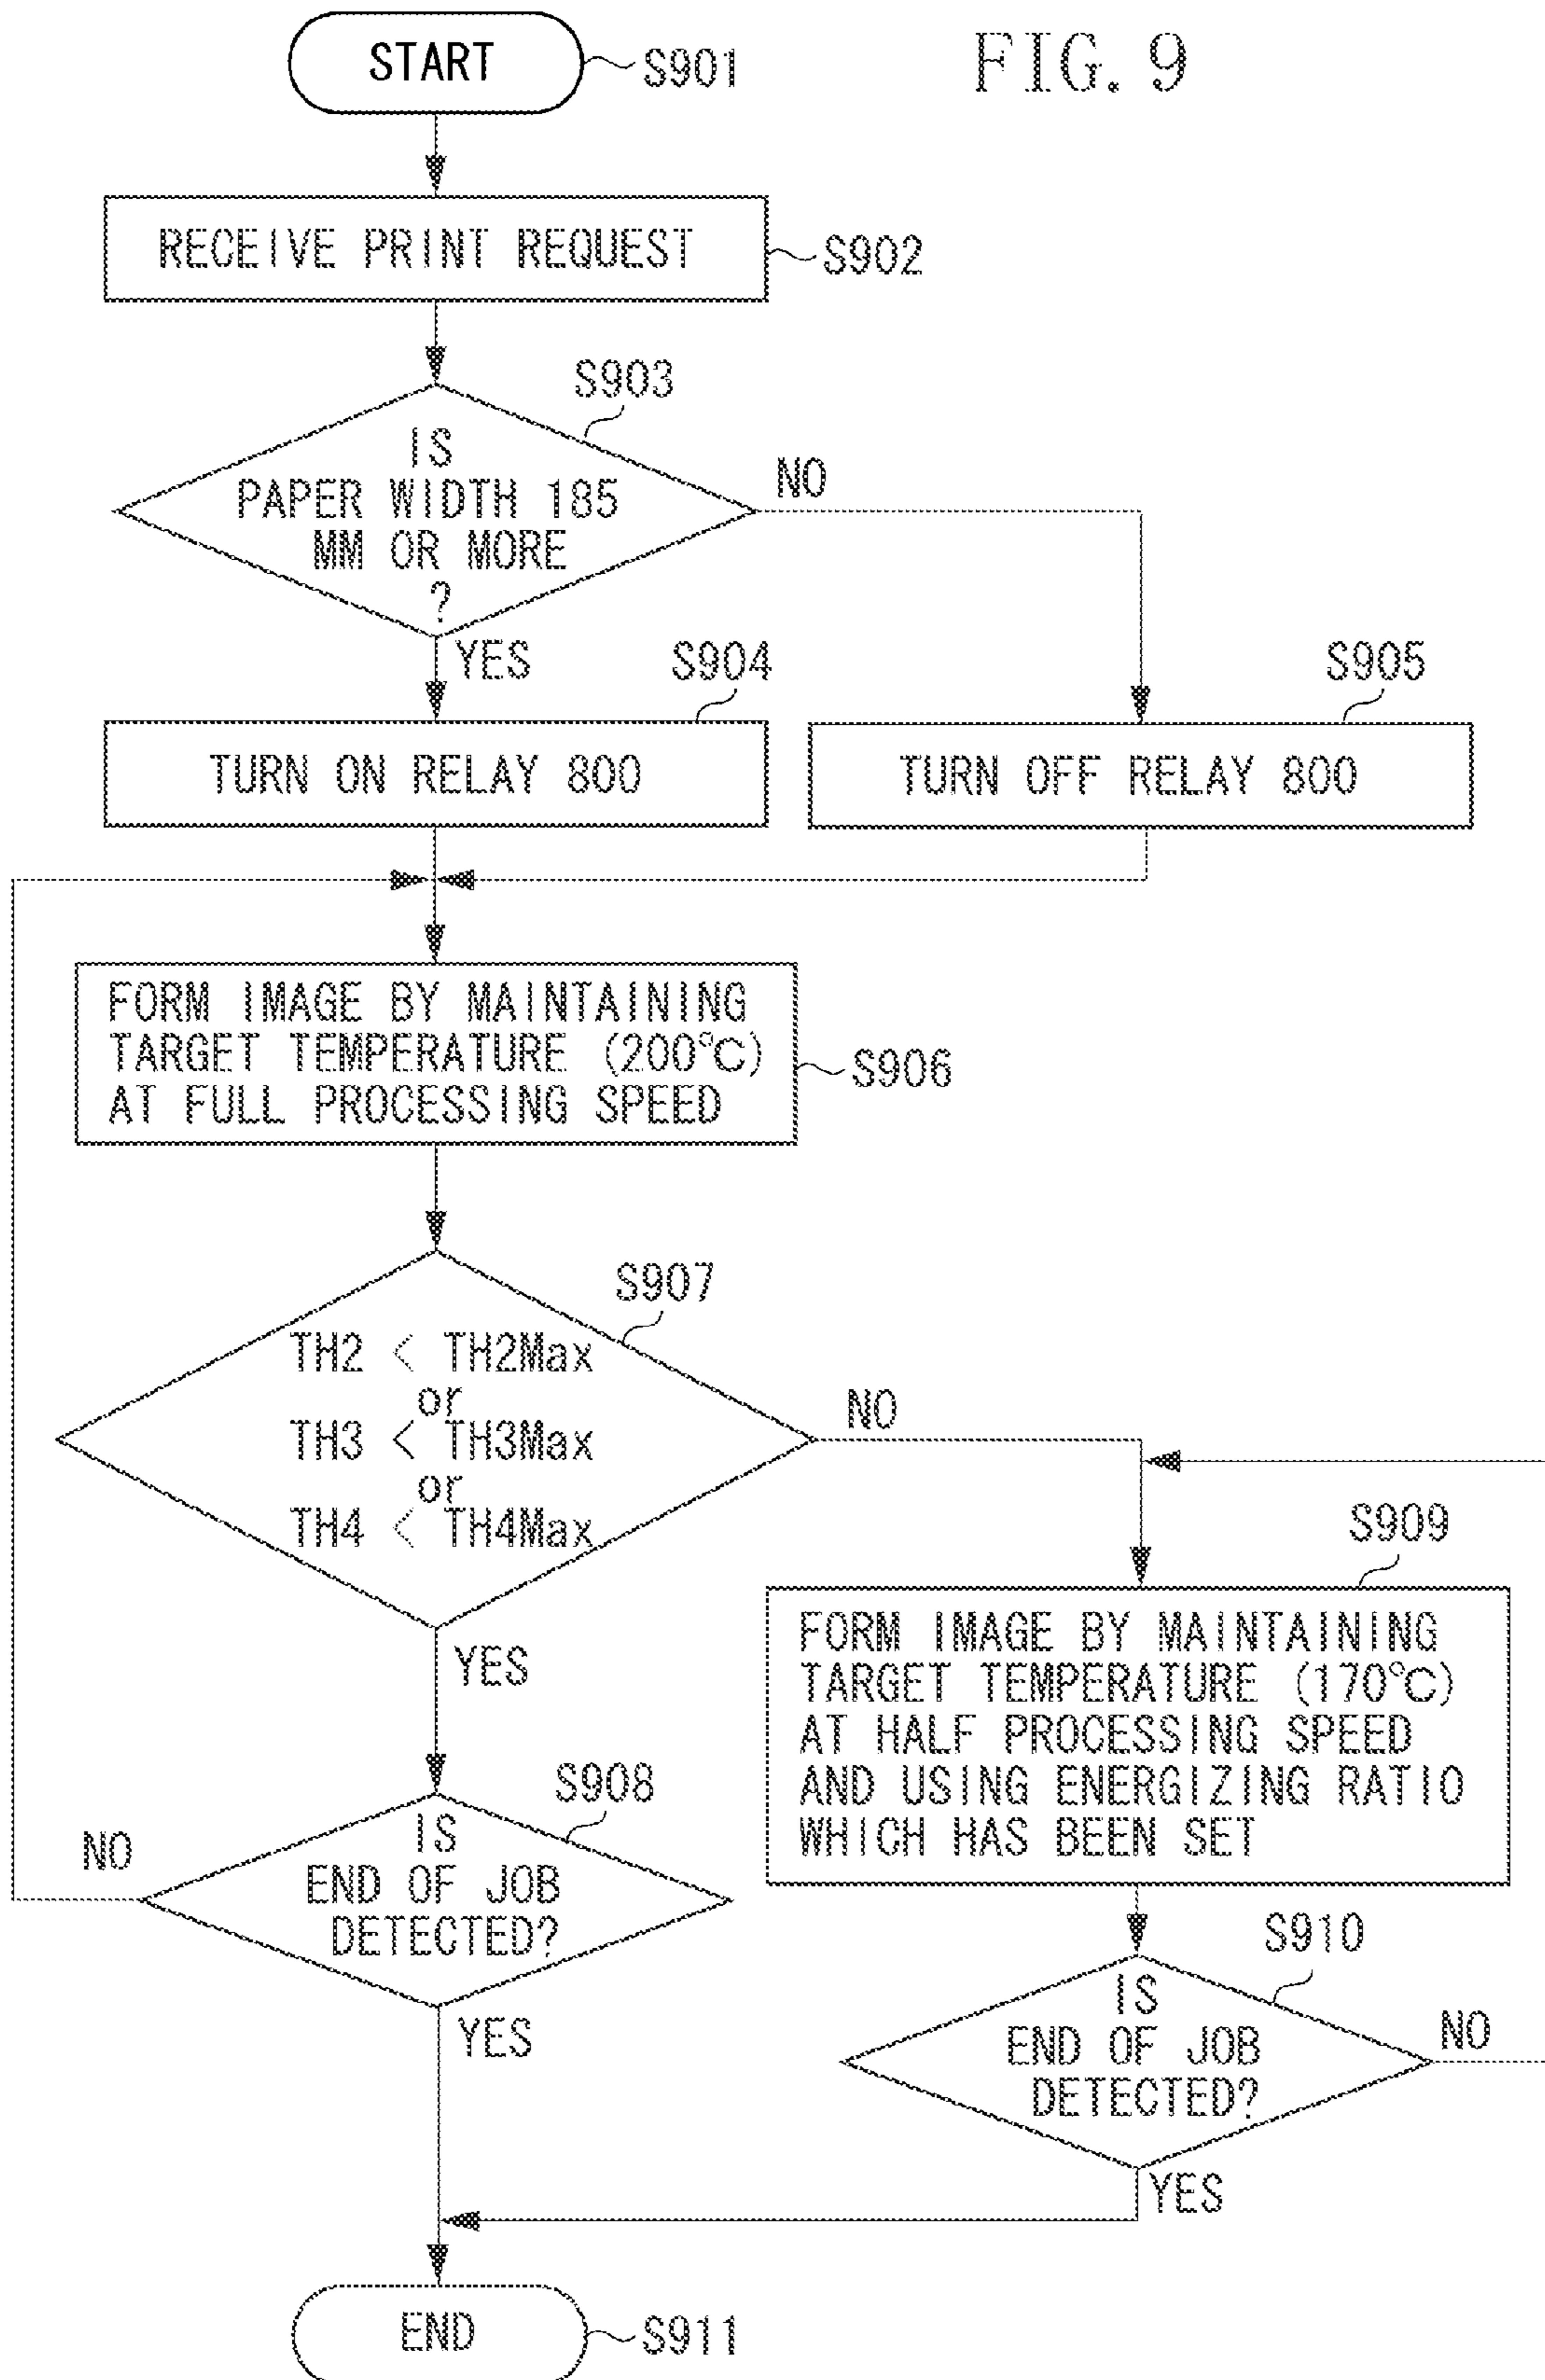 FIG. 9
START
S901
RECEIVE PRINT REQUEST
S902
S903
IS
PAPER WIDTH 185
MM OR MORE
?
NO
YES
S904
TURN ON RELAY 800
S905
TURN OFF RELAY 800
FORM IMAGE BY MAINTAINING
TARGET TEMPERATURE (200℃)
AT FULL PROCESSING SPEED
S906
S907
TH2 < TH2Max
or
TH3 < TH3Max
or
TH4 < TH4Max
NO
YES
S908
IS
END OF JOB
DETECTED?
NO
YES
S909
FORM IMAGE BY MAINTAINING
TARGET TEMPERATURE (170℃)
AT HALF PROCESSING SPEED
AND USING ENERGIZING RATIO
WHICH HAS BEEN SET
S910
IS
END OF JOB
DETECTED?
NO
YES
END
S911